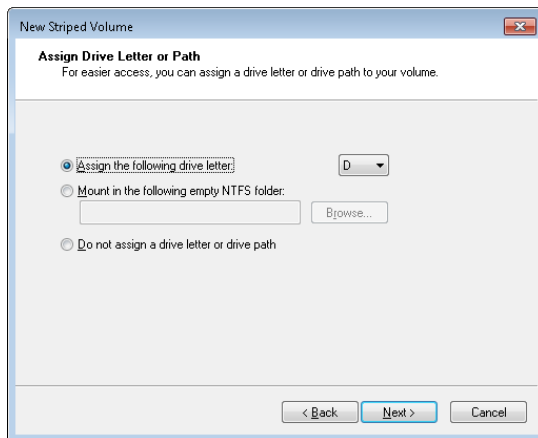 New Striped Volume
Assign Drive Letter or Path
For easier access, you can assign a drive letter or drive path to your volume.
Assign the following drive letter: D
Mount in the following empty NTFS folder:
Browse...
Do not assign a drive letter or drive path
< Back Next > Cancel